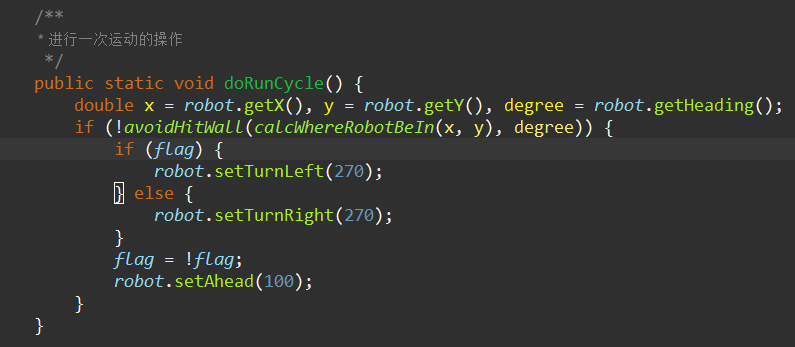 /**
* 进行一次运动的操作
*/
public static void doRunCycle() {
double x = robot.getX(), y = robot.getY(), degree = robot.getHeading();
if (!avoidHitWall(calcWhereRobotBeIn(x, y), degree)) {
if (flag) {
robot.setTurnLeft(270);
} else {
robot.setTurnRight(270);
}
flag = !flag;
robot.setAhead(100);
}
}